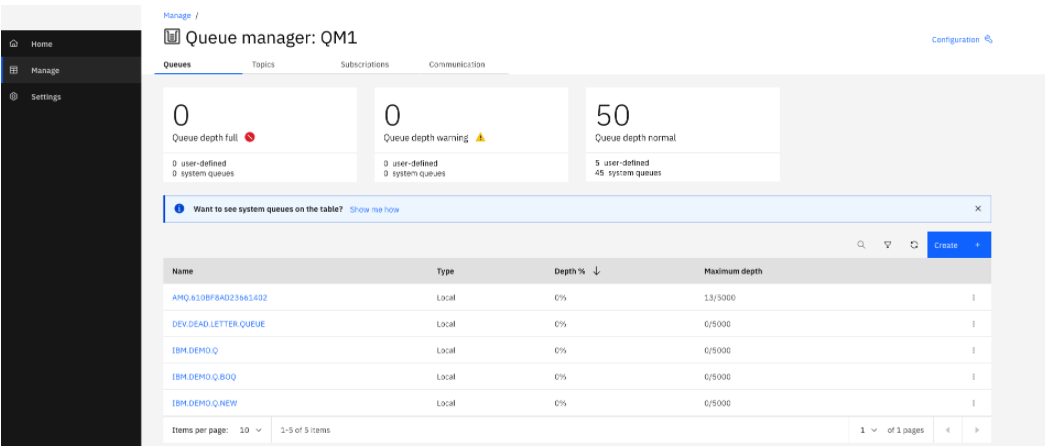 Manage /
Queue manager: QM1
Configuration
Home
Manage
Settings
Queues Topics Subscriptions Communication
0 0 50
Queue depth full Queue depth warning Queue depth normal
0 user-defined 0 user-defined 5 user-defined
0 system queues 0 system queues 45 system queues
Want to see system queues on the table? Show me how
Create +
Name Type Depth % Maximum depth
AMQ.610BF8AD23661402 Local 0% 13/5000
DEV.DEAD.LETTER.QUEUE Local 0% 0/5000
IBM.DEMO.Q Local 0% 0/5000
IBM.DEMO.Q.BOQ Local 0% 0/5000
IBM.DEMO.Q.NEW Local 0% 0/5000
Items per page: 10 1-5 of 5 items 1 of 1 pages